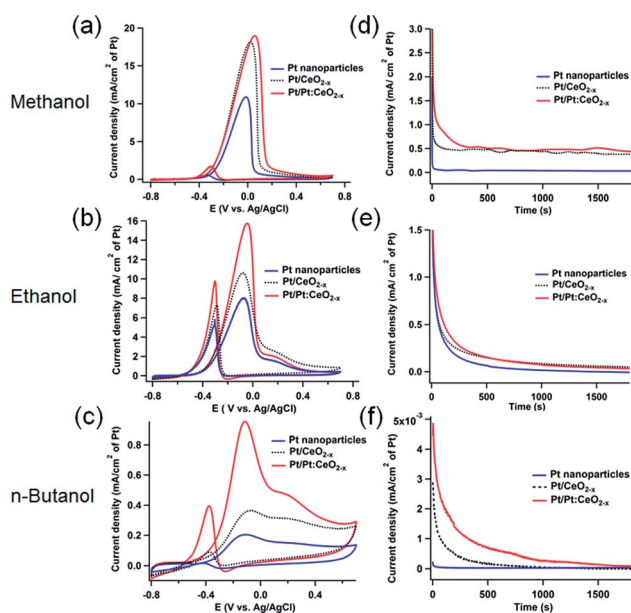 (a)
Methanol
Current density (mA/cm² of Pt)
20
15
10
5
0
Pt nanoparticles
Pt/CeO₂₋ₓ
Pt/Pt:CeO₂₋ₓ
-0.8
-0.4
0.0
0.4
0.8
E (V vs. Ag/AgCl)
(d)
Current density (mA/cm² of Pt)
3.0
2.5
2.0
1.5
1.0
0.5
0.0
Pt nanoparticles
Pt/CeO₂₋ₓ
Pt/Pt:CeO₂₋ₓ
0
500
1000
1500
Time (s)
(b)
Ethanol
Current density (mA/ cm² of Pt)
16
14
12
10
8
6
4
2
0
Pt nanoparticles
Pt/CeO₂₋ₓ
Pt/Pt:CeO₂₋ₓ
-0.8
-0.4
0.0
0.4
0.8
E ( V vs. Ag/AgCl)
(e)
Current density (mA/ cm² of Pt)
1.5
1.0
0.5
0.0
Pt nanoparticles
Pt/CeO₂₋ₓ
Pt/Pt:CeO₂₋ₓ
0
500
1000
1500
Time (s)
(c)
n-Butanol
Current density (mA/cm² of Pt)
0.8
0.6
0.4
0.2
0.0
Pt nanoparticles
Pt/CeO₂₋ₓ
Pt/Pt:CeO₂₋ₓ
-0.8
-0.4
0.0
0.4
E (V vs. Ag/AgCl)
(f)
Current density (mA/cm² of Pt)
5x10⁻³
4
3
2
1
0
Pt nanoparticles
Pt/CeO₂₋ₓ
Pt/Pt:CeO₂₋ₓ
0
500
1000
1500
Time (s)